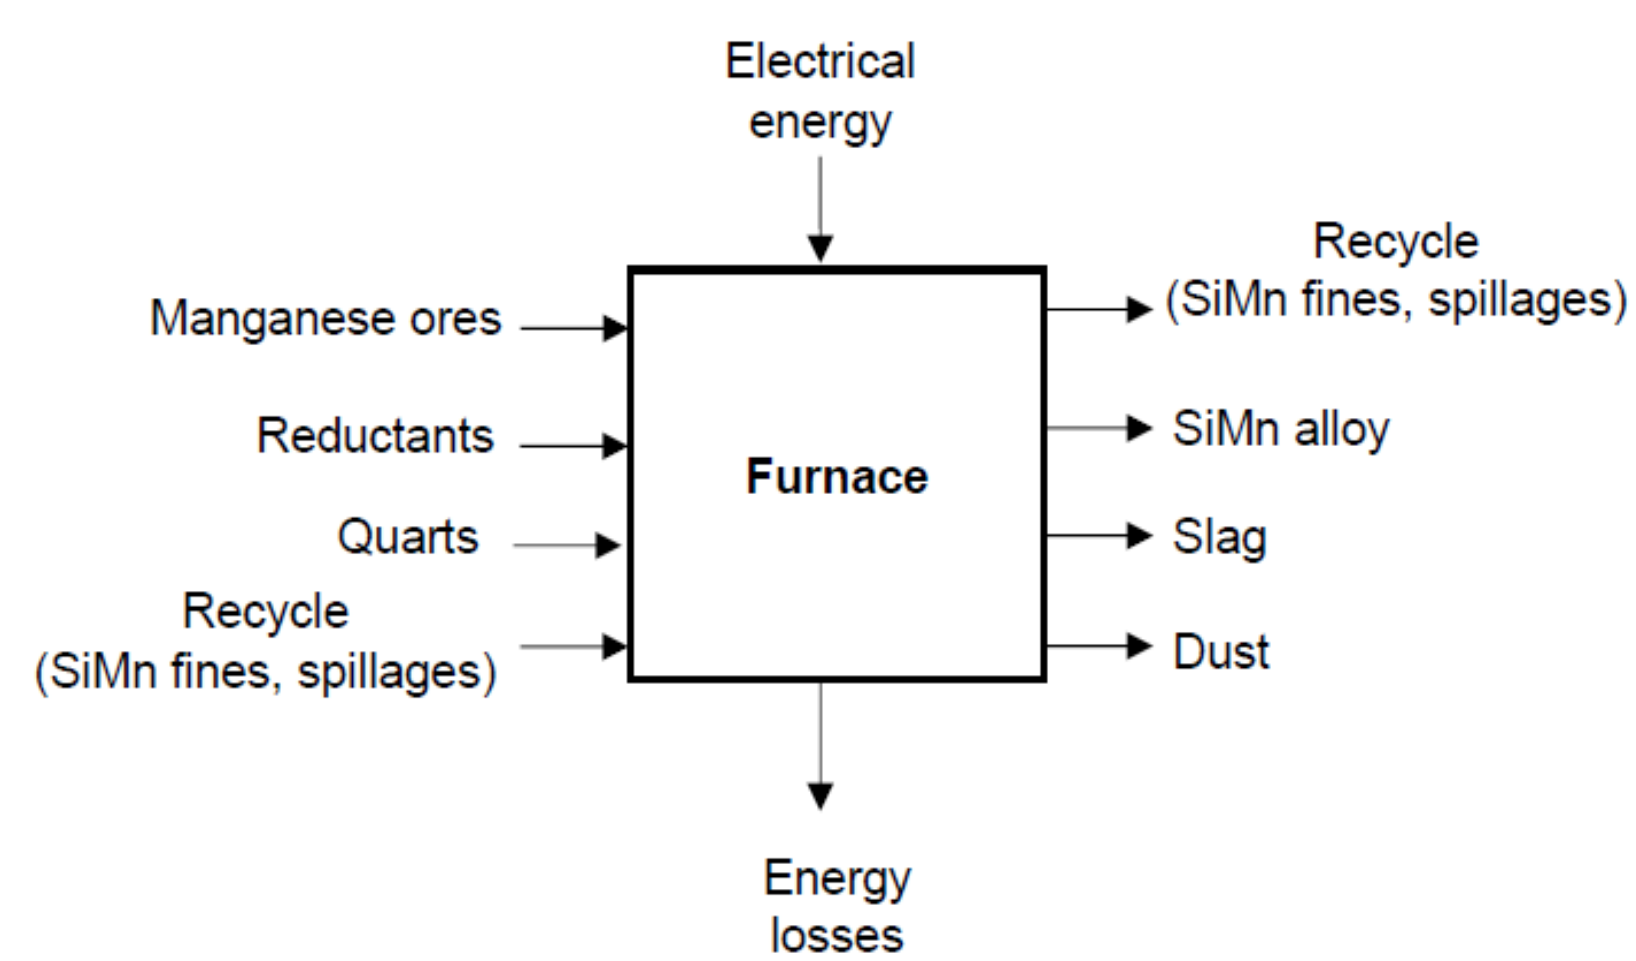 Electrical
energy
Manganese ores
Reductants
Quarts
Recycle
(SiMn fines, spillages)
Furnace
Recycle
(SiMn fines, spillages)
SiMn alloy
Slag
Dust
Energy
losses